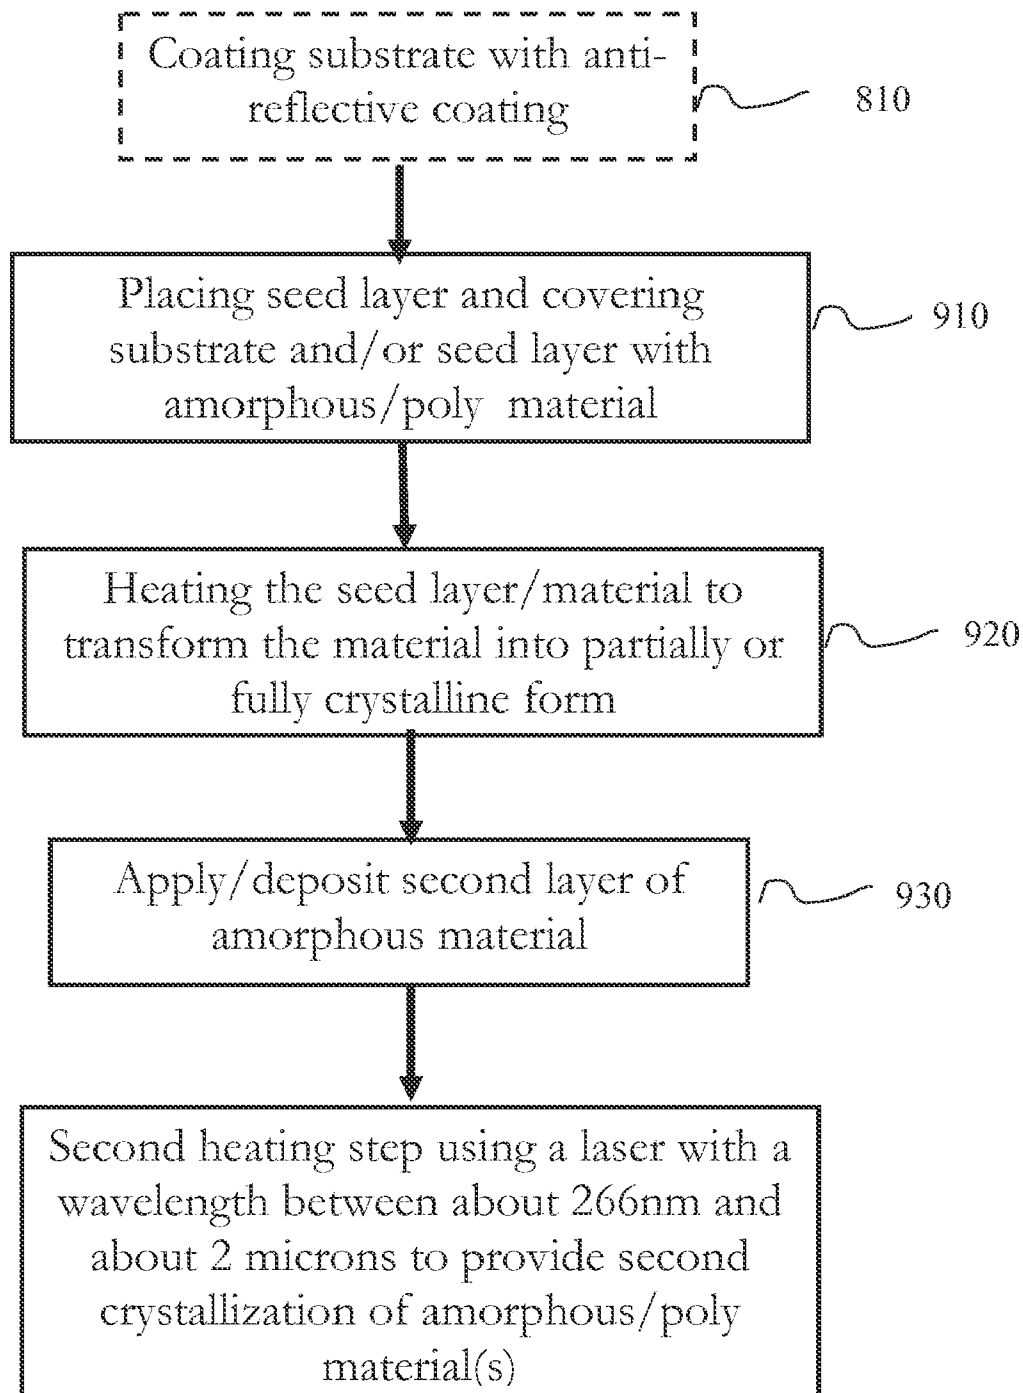 Coating substrate with anti-
reflective coating
810
Placing seed layer and covering
substrate and/or seed layer with
amorphous/poly material
910
Heating the seed layer/material to
transform the material into partially or
fully crystalline form
920
Apply/deposit second layer of
amorphous material
930
Second heating step using a laser with a
wavelength between about 266nm and
about 2 microns to provide second
crystallization of amorphous/poly
material(s)